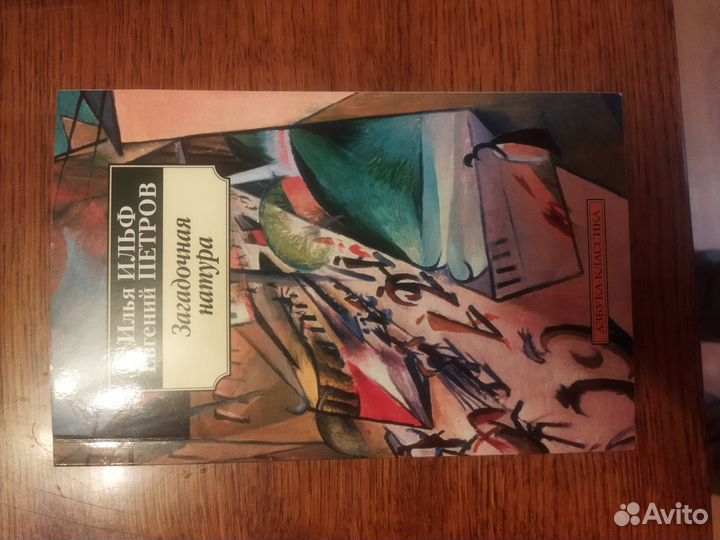 Илья ИЛЬФ
Евгений ПЕТРОВ
Загадочная
натура
АЗБУКА-КЛАССИКА
Avito